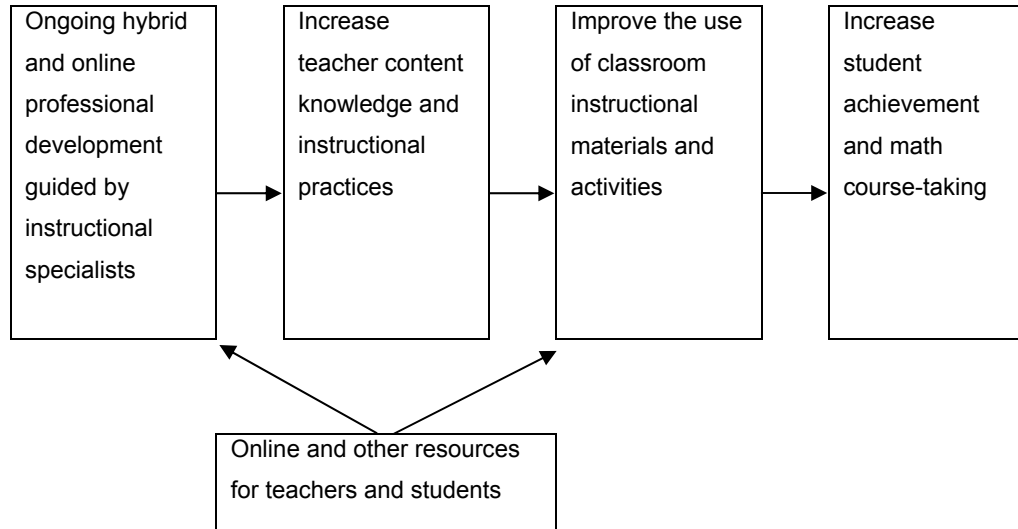 Ongoing hybrid
and online
professional
development
guided by
instructional
specialists
Increase
teacher content
knowledge and
instructional
practices
Improve the use
of classroom
instructional
materials and
activities
Increase
student
achievement
and math
course-taking
Online and other resources
for teachers and students